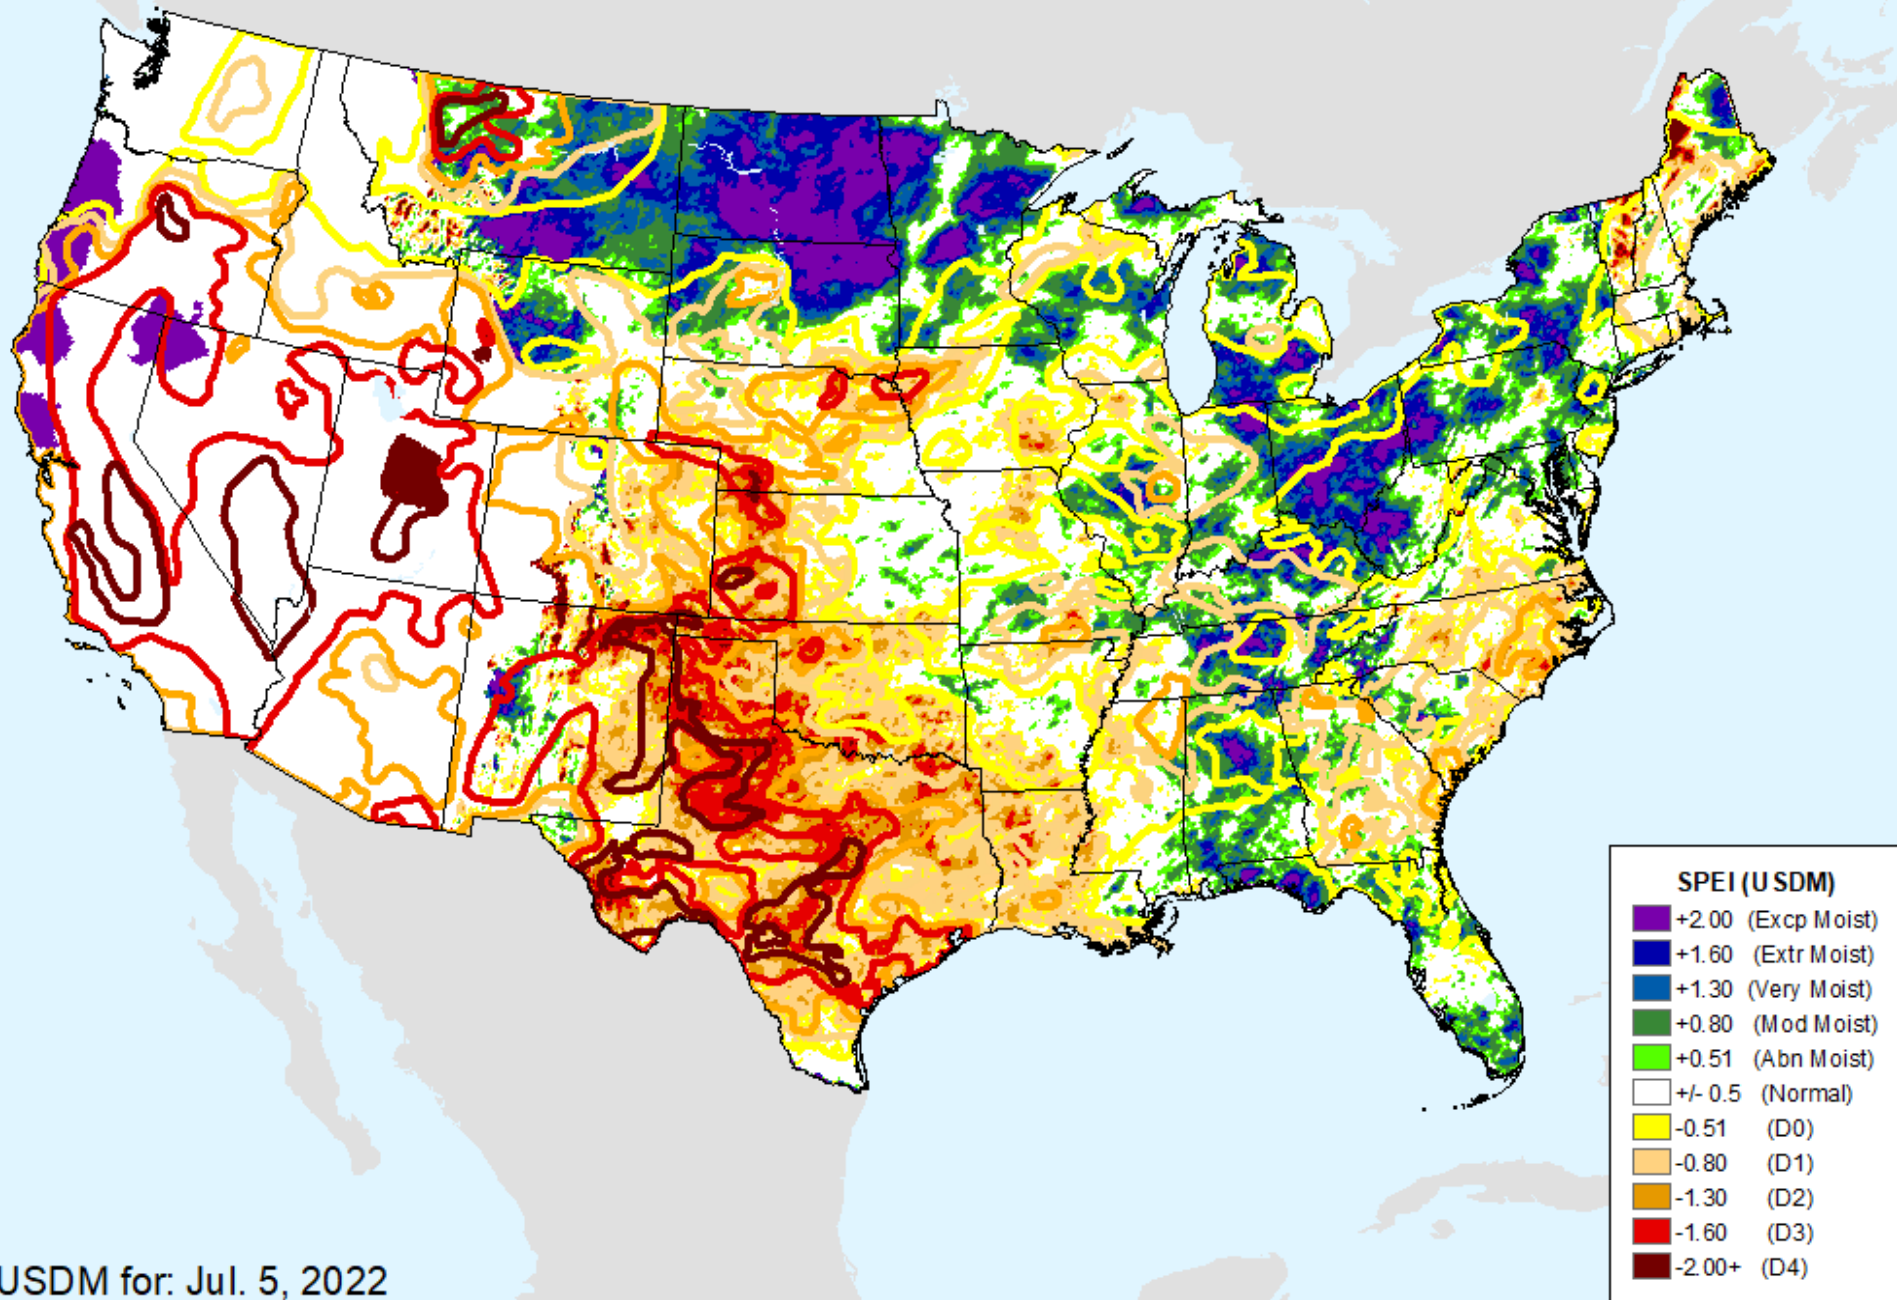 SPEI (USDM)
+2.00 (Excp Moist)
+1.60 (Extr Moist)
+1.30 (Very Moist)
+0.80 (Mod Moist)
+0.51 (Abn Moist)
+/- 0.5 (Normal)
-0.51 (D0)
-0.80 (D1)
-1.30 (D2)
-1.60 (D3)
-2.00+ (D4)
USDM for: Jul. 5, 2022